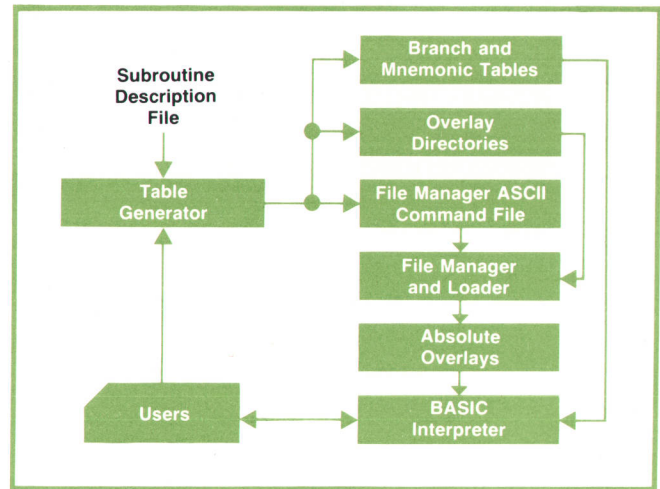 Subroutine
Description
File
Table
Generator
Branch and
Mnemonic Tables
Overlay
Directories
File Manager ASCII
Command File
File Manager
and Loader
Absolute
Overlays
BASIC
Interpreter
Users